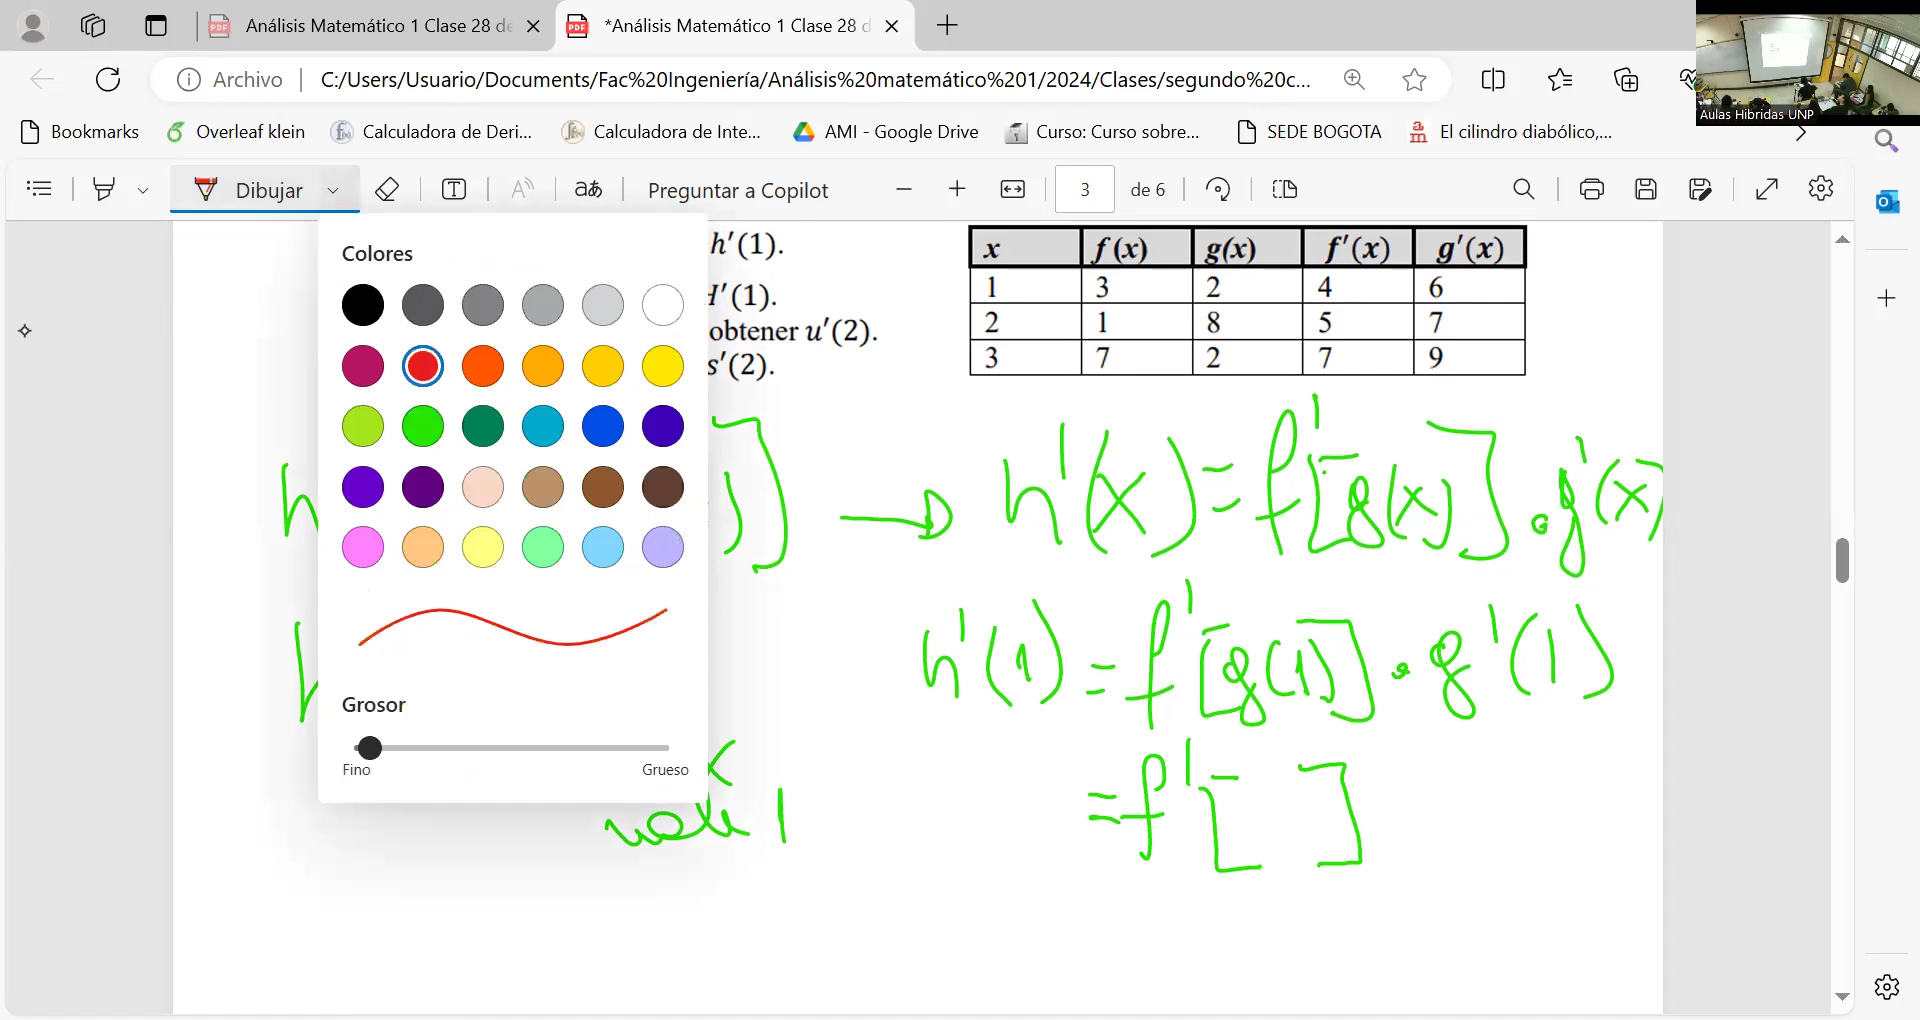 Análisis Matemático 1 Clase 28 de
*Análisis Matemático 1 Clase 28 d
Archivo
C:/Users/Usuario/Documents/Fac%20Ingeniería/Análisis%20matemático%201/2024/Clases/segundo%20c...
Aulas Hibridas UNP
Bookmarks
Overleaf klein
Calculadora de Deri...
Calculadora de Inte...
AMI - Google Drive
Curso: Curso sobre...
SEDE BOGOTA
El cilindro diabólico,...
Dibujar
Preguntar a Copilot
3
de 6
Colores
Grosor
Fino
Grueso
h′(1).
′(1).
obtener u′(2).
s′(2).
x f(x) g(x) f′(x) g′(x)
1 3 2 4 6
2 1 8 5 7
3 7 2 7 9
h'(x) = f'[g(x)] . g'(x)
h'(1) = f'[g(1)] . g'(1)
= f'[ ]
x
vale 1